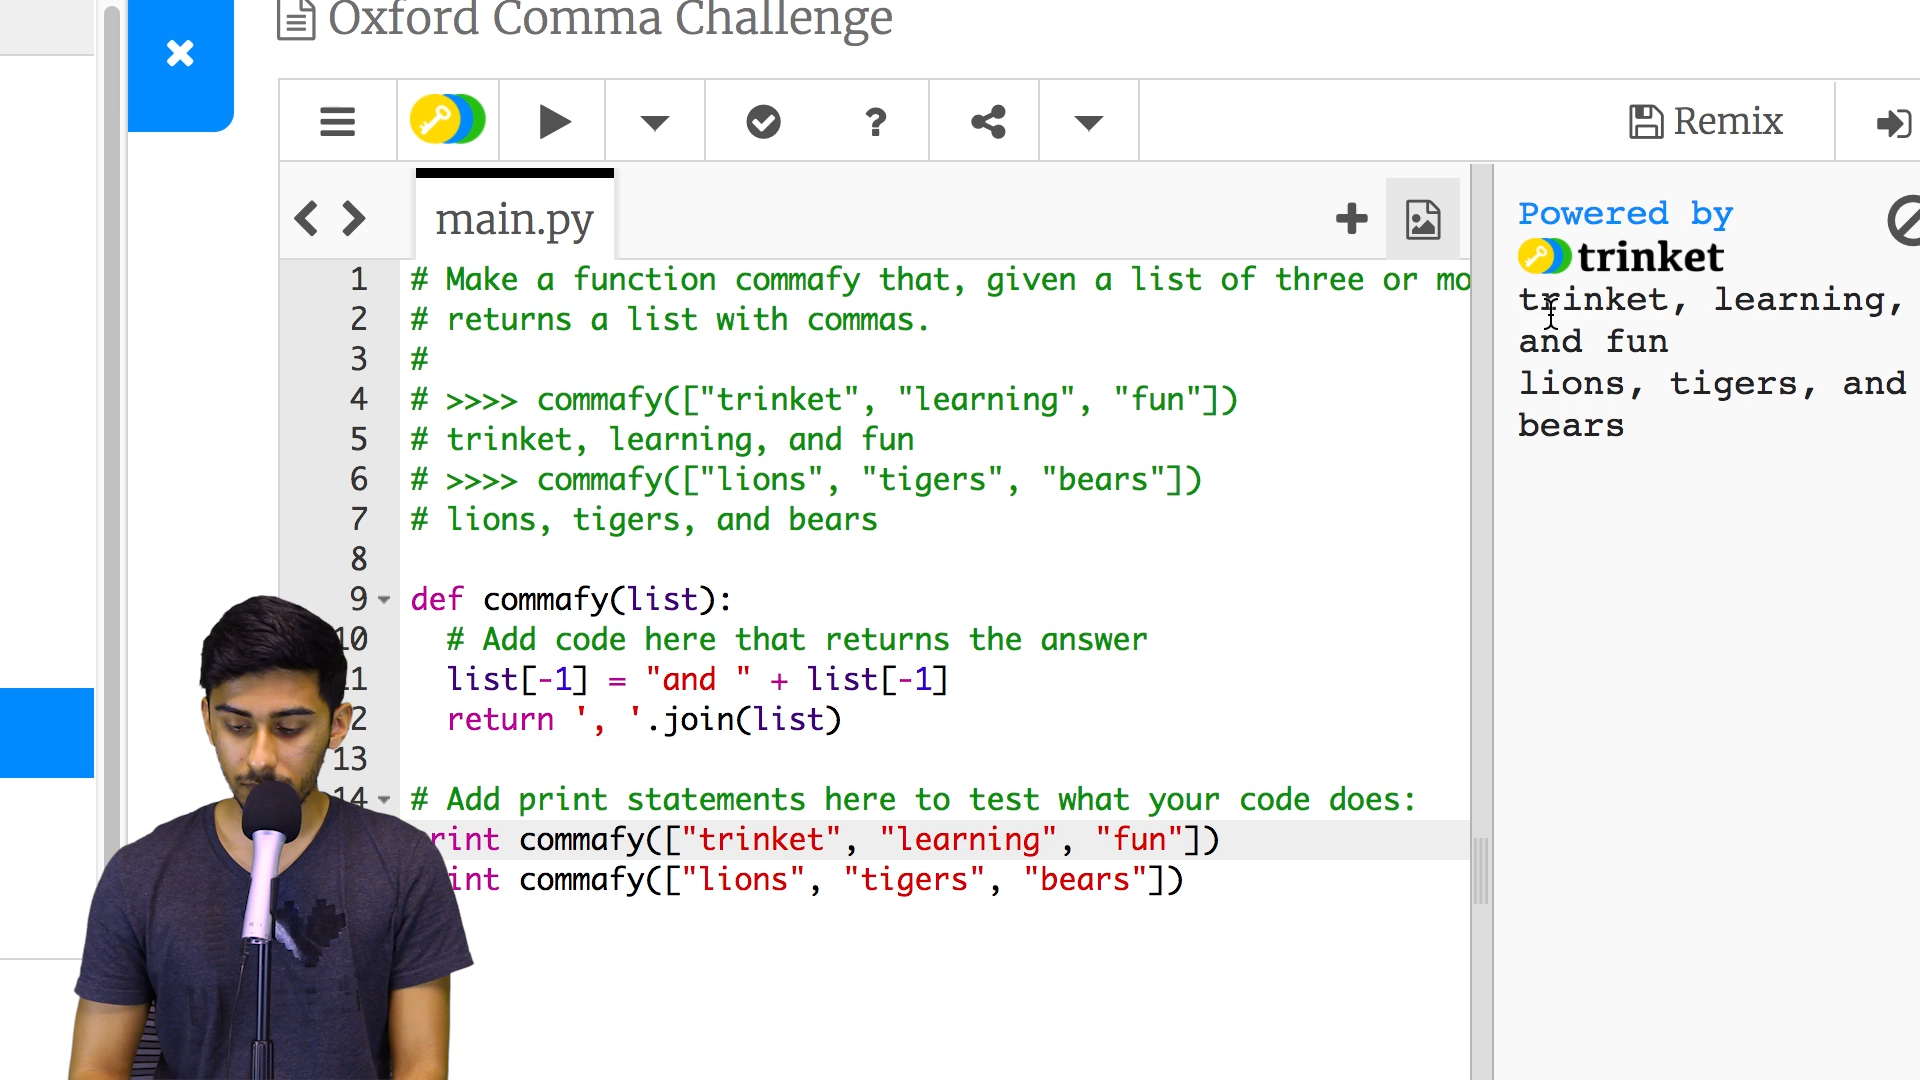 Oxford Comma Challenge
Remix
main.py
1 # Make a function commafy that, given a list of three or mo
2 # returns a list with commas.
3 #
4 # >>>> commafy(["trinket", "learning", "fun"])
5 # trinket, learning, and fun
6 # >>>> commafy(["lions", "tigers", "bears"])
7 # lions, tigers, and bears
8
9 def commafy(list):
10 # Add code here that returns the answer
11 list[-1] = "and " + list[-1]
2 return ', '.join(list)
13
14 # Add print statements here to test what your code does:
rint commafy(["trinket", "learning", "fun"])
int commafy(["lions", "tigers", "bears"])
Powered by
trinket
trinket, learning,
and fun
lions, tigers, and
bears